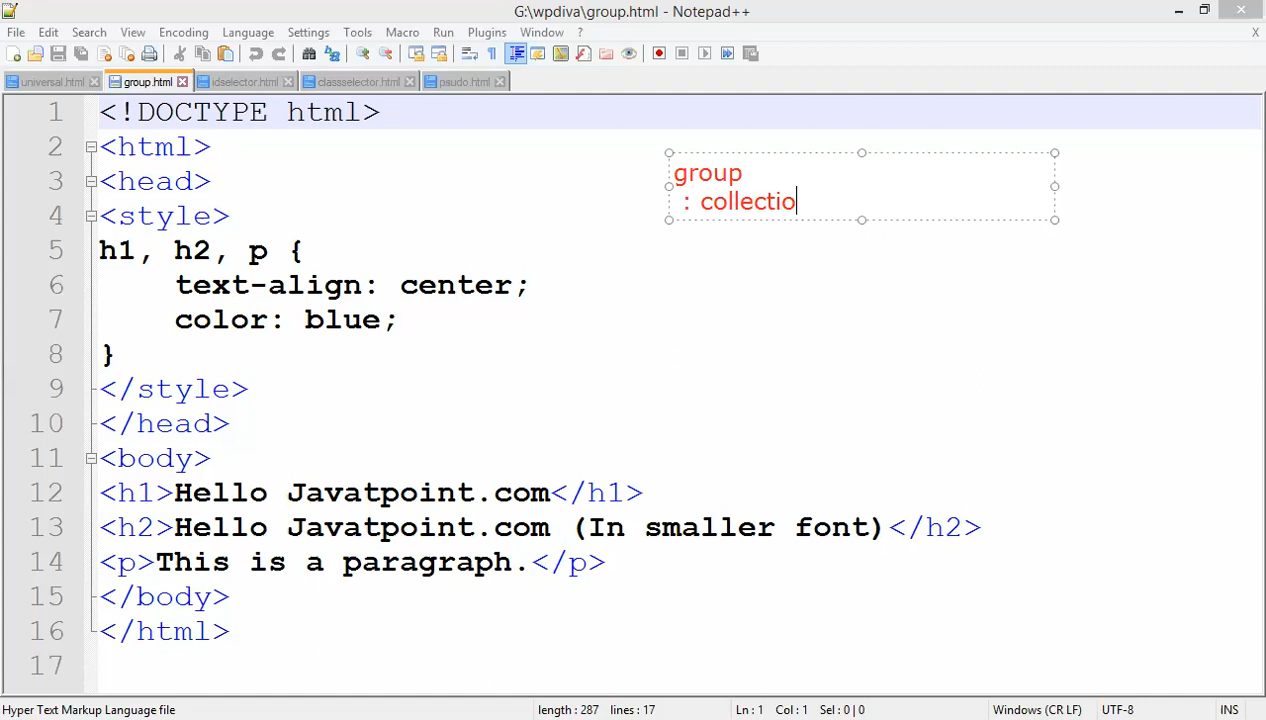 G:\wpdiva\group.html - Notepad++
File Edit Search View Encoding Language Settings Tools Macro Run Plugins Window ? X
universal.html group.html idselector.html classselector.html psudo.html
1 <!DOCTYPE html>
2 <html>
group
3 <head>
: collectio
4 <style>
5 h1, h2, p {
6 text-align: center;
7 color: blue;
8 }
9 </style>
10 </head>
11 <body>
12 <h1>Hello Javatpoint.com</h1>
13 <h2>Hello Javatpoint.com (In smaller font)</h2>
14 <p>This is a paragraph.</p>
15 </body>
16 </html>
17
Hyper Text Markup Language file length : 287 lines : 17 Ln : 1 Col : 1 Sel : 0 | 0 Windows (CR LF) UTF-8 INS